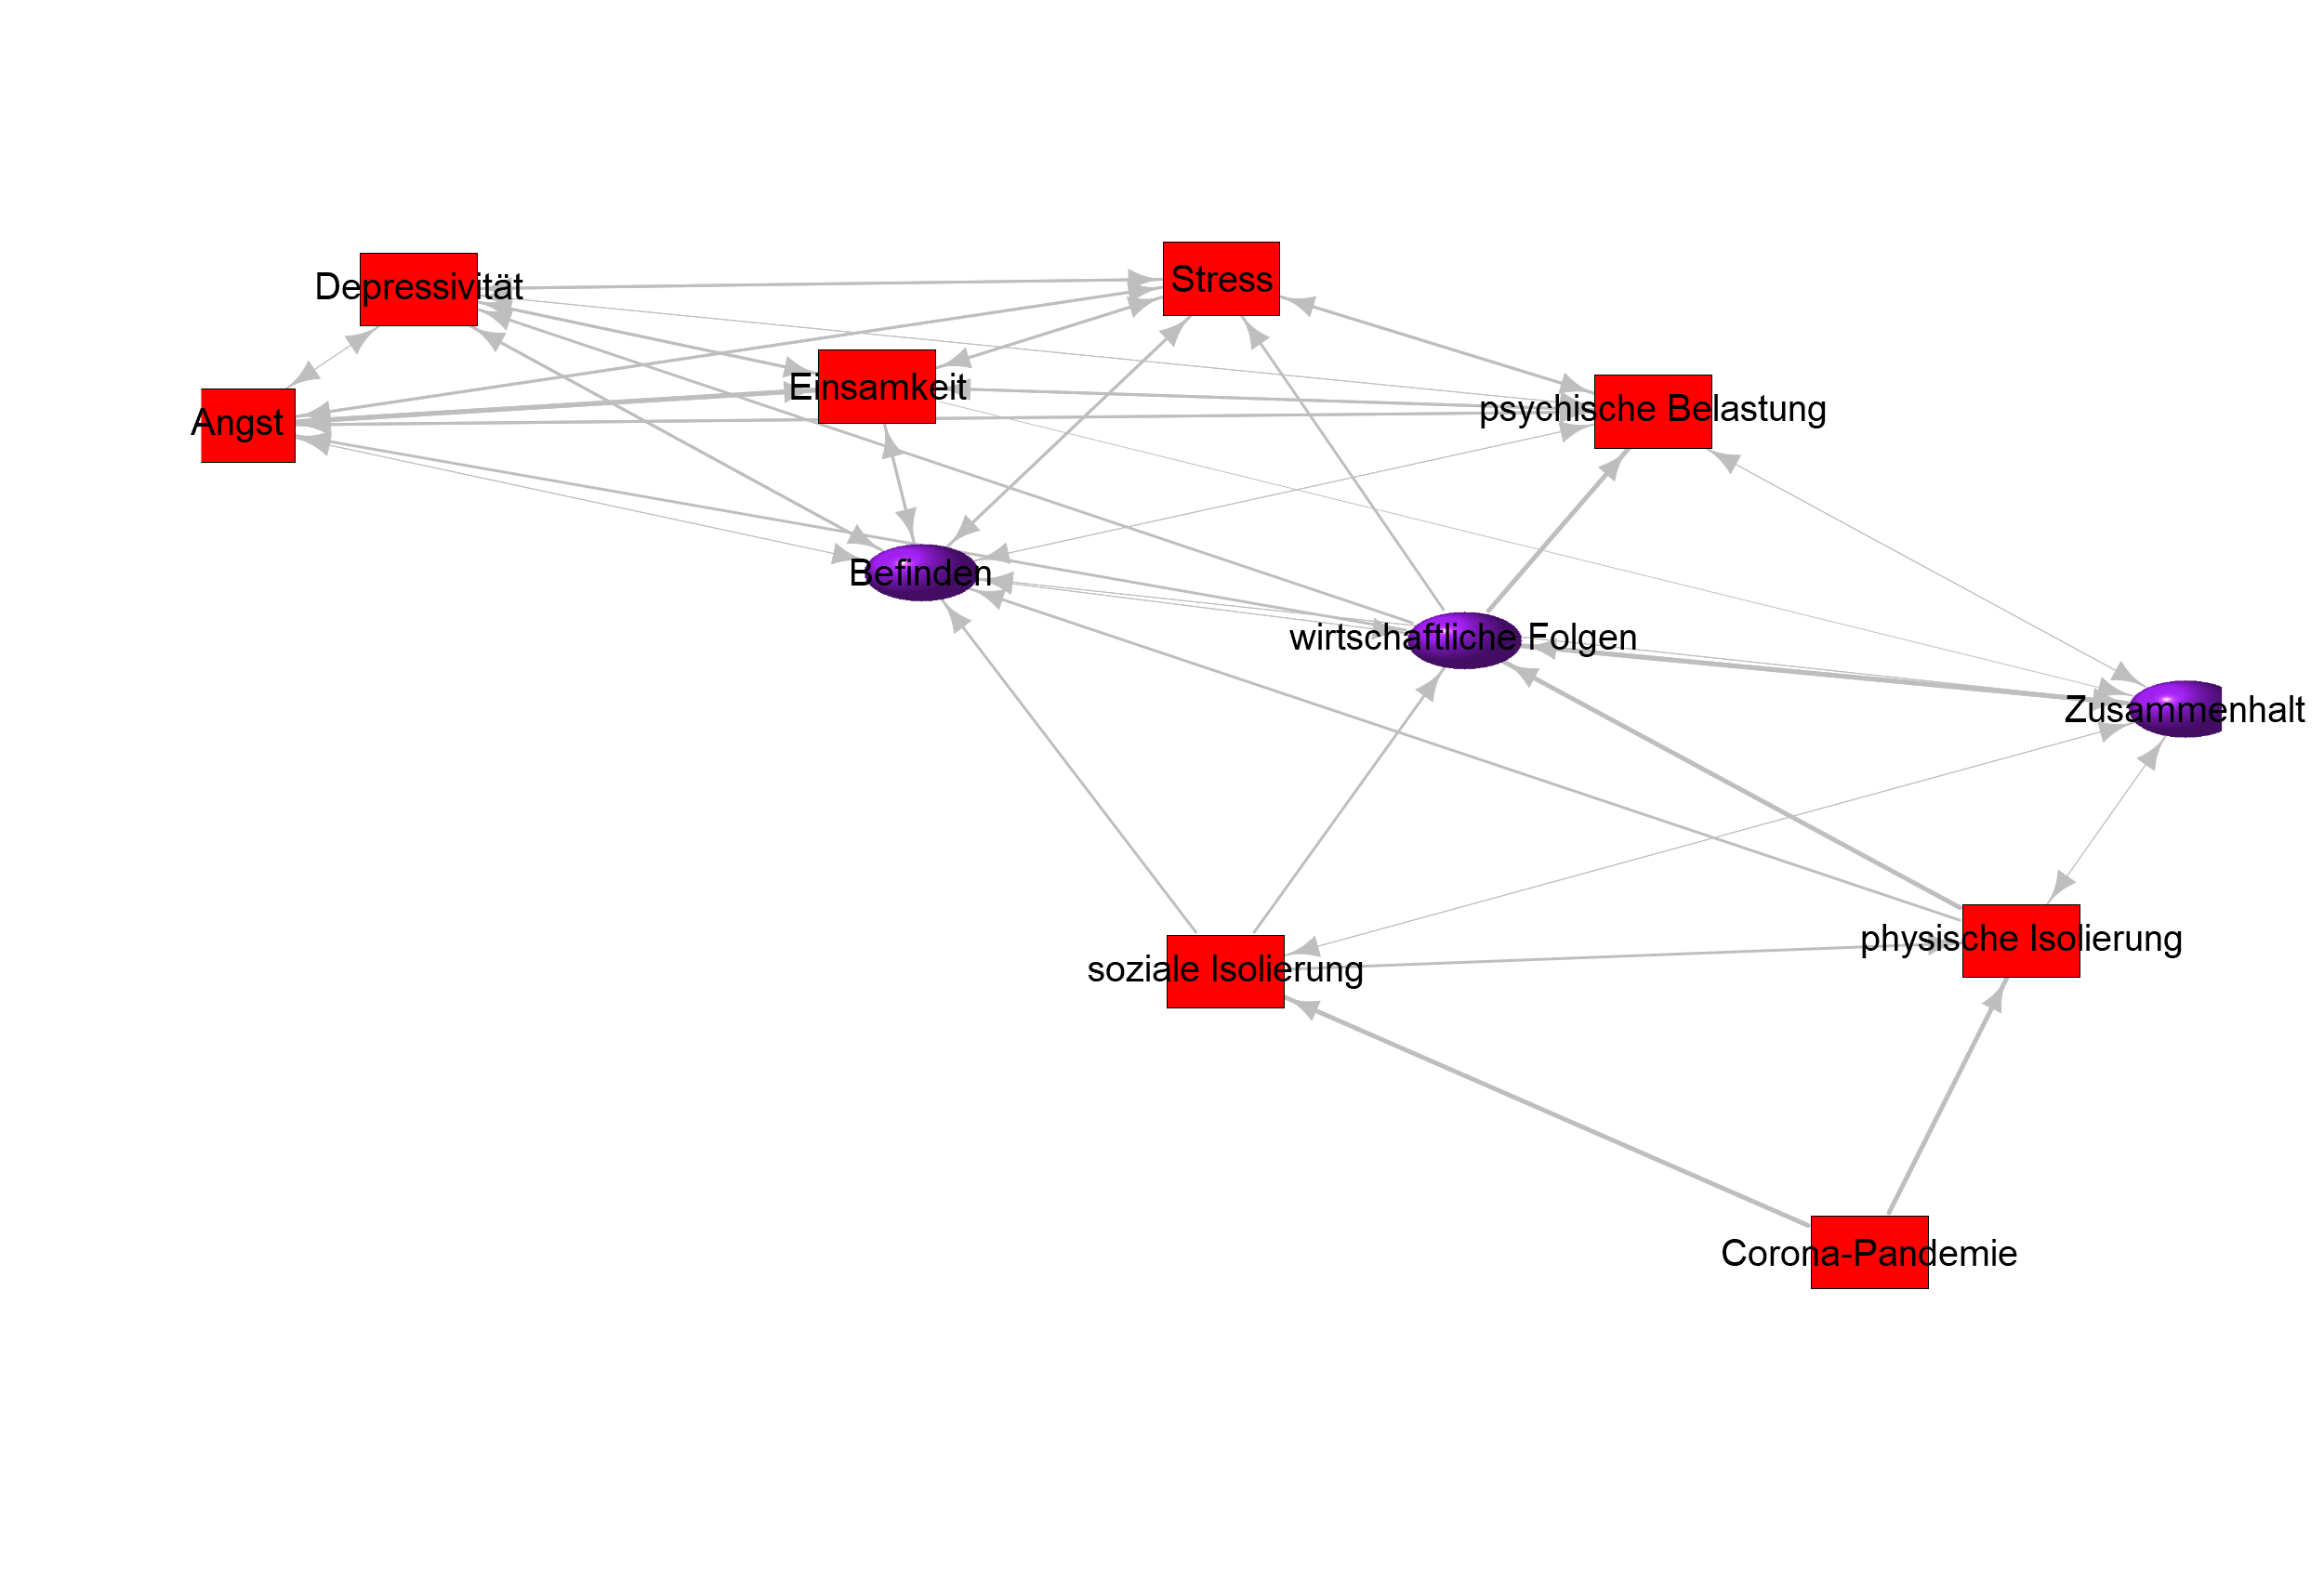 Stress
Depressivität
Einsamkeit
psychische Belastung
Angst
Befinden
wirtschaftliche Folgen
Zusammenhalt
physische Isolierung
soziale Isolierung
Corona-Pandemie